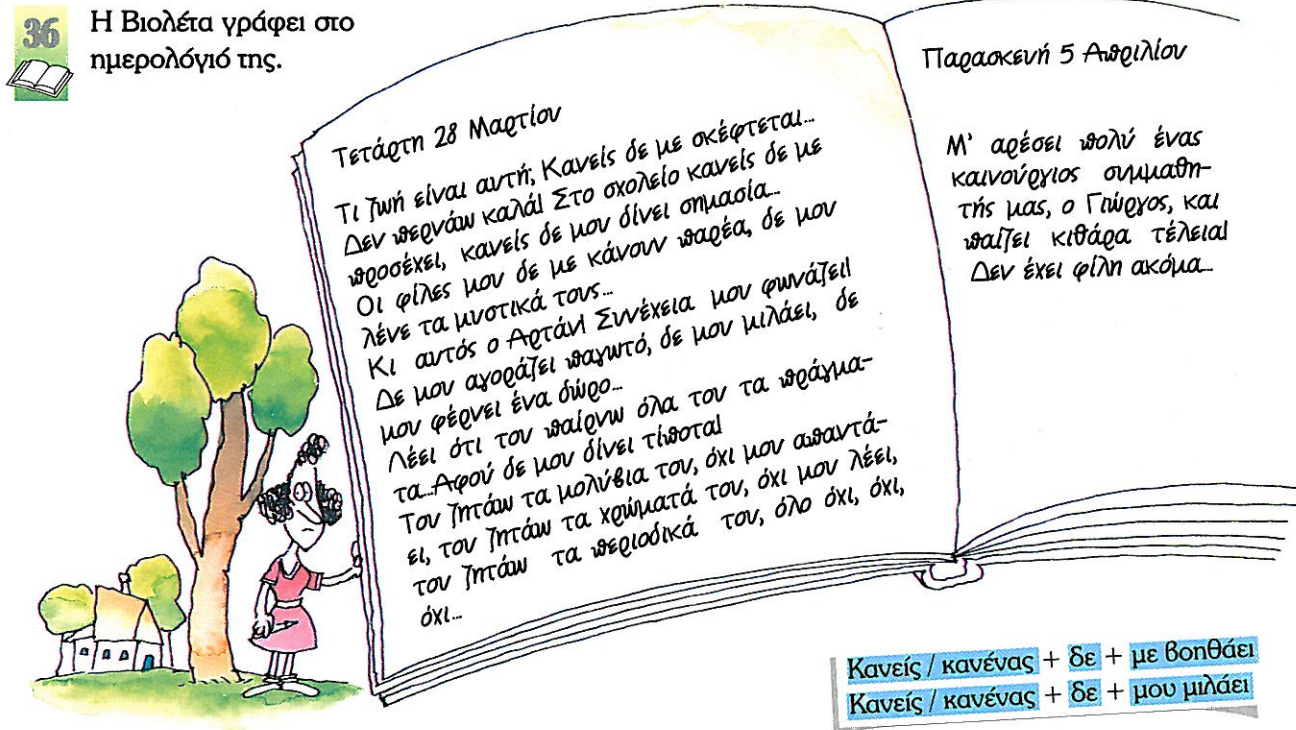 36
Η Βιολέτα γράφει στο
ημερολόγιό της.
Τετάρτη 28 Μαρτίου
Τι ζωή είναι αυτή; Κανείς δε με σκέφτεται...
Δεν περνάω καλά! Στο σχολείο κανείς δε με
προσέχει, κανείς δε μου δίνει σημασία...
Οι φίλες μου δε με κάνουν παρέα, δε μου
λένε τα μυστικά τους...
Κι αυτός ο Αρτάν! Συνέχεια μου φωνάζει!
Δε μου αγοράζει παγωτό, δε μου μιλάει, δε
μου φέρνει ένα δώρο...
Λέει ότι του παίρνω όλα του τα πράγμα-
τα...Αφού δε μου δίνει τίποτα!
Του ζητάω τα μολύβια του, όχι μου απαντά-
ει, του ζητάω τα χρώματά του, όχι μου λέει,
του ζητάω τα περιοδικά του, όλο όχι, όχι,
όχι...
Παρασκευή 5 Απριλίου
Μ' αρέσει πολύ ένας
καινούργιος συμμαθη-
τής μας, ο Γιώργος, και
παίζει κιθάρα τέλεια!
Δεν έχει φίλη ακόμα...
Κανείς / κανένας + δε + με βοηθάει
Κανείς / κανένας + δε + μου μιλάει